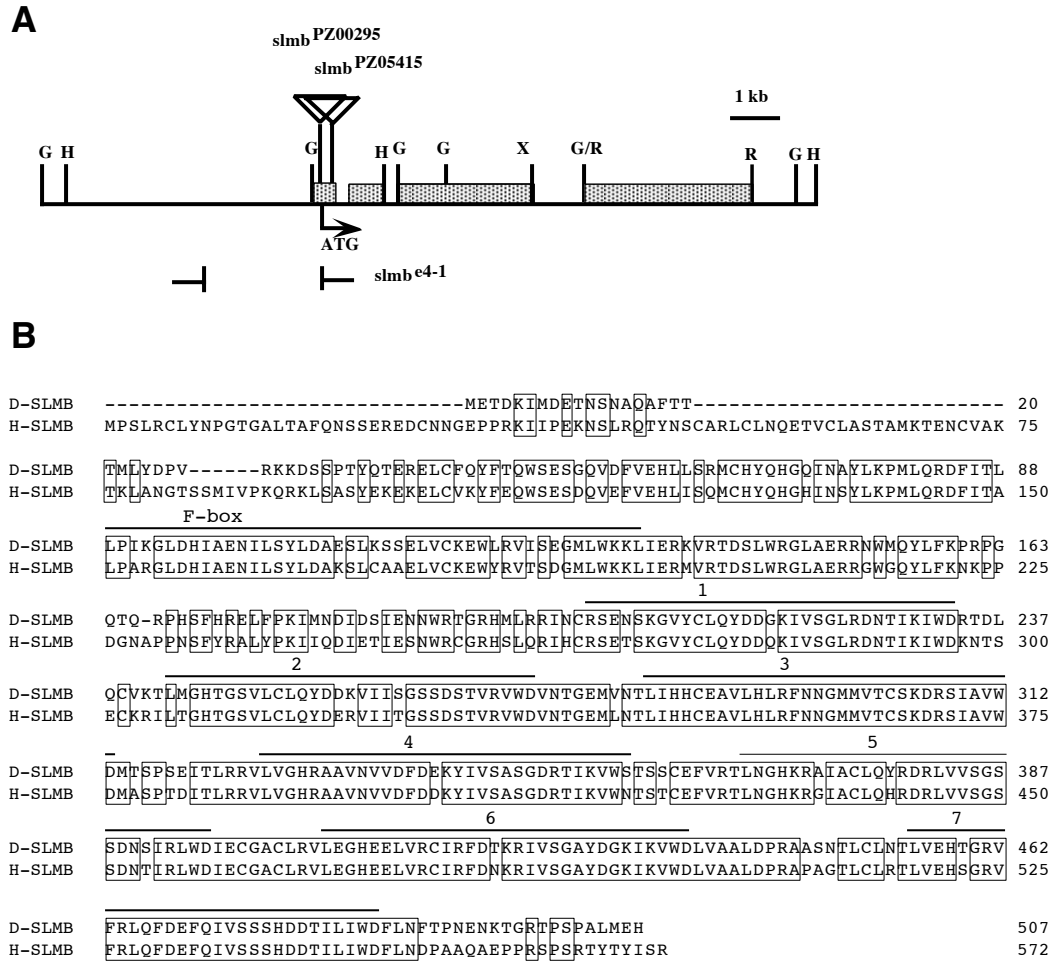 A
slmb PZ00295
slmb PZ05415
1 kb
G H G H G G X G/R R G H
ATG
slmb e4-1
B
D-SLMB ------------------------------METDKIMDETNSNAQAFTT-------------------------- 20
H-SLMB MPSLRCLYNPGTGALTAFQNSSEREDCNNGEPPRKIIPEKNSLRQTYNSCARLCLNQETVCLASTAMKTENCVAK 75
D-SLMB TMLYDPV------RKKDSSPTYQTERELCFQYFTQWSESGQVDFVEHLLSRMCHYQHGQINAYLKPMLQRDFITL 88
H-SLMB TKLANGTSSMIVPKQRKLSASYEKEKELCVKYFEQWSESDQVEFVEHLISQMCHYQHGHINSYLKPMLQRDFITA 150
F-box
D-SLMB LPIKGLDHIAENILSYLDAESLKSSELVCKEWLRVISEGMLWKKLIERKVRTDSLWRGLAERRNWMQYLFKPRPG 163
H-SLMB LPARGLDHIAENILSYLDAKSLCAAELVCKEWYRVTSDGMLWKKLIERMVRTDSLWRGLAERRGWGQYLFKNKPP 225
1
D-SLMB QTQ-RPHSFHRELFPKIMNDIDSIENNWRTGRHMLRRINCRSENSKGVYCLQYDDGKIVSGLRDNTIKIWDRTDL 237
H-SLMB DGNAPPNSFYRALYPKIIQDIETIESNWRCGRHSLQRIHCRSETSKGVYCLQYDDQKIVSGLRDNTIKIWDKNTS 300
2 3
D-SLMB QCVKTLMGHTGSVLCLQYDDKVIISGSSDSTVRVWDVNTGEMVNTLIHHCEAVLHLRFNNGMMVTCSKDRSIAVW 312
H-SLMB ECKRILTGHTGSVLCLQYDERVIITGSSDSTVRVWDVNTGEMLNTLIHHCEAVLHLRFNNGMMVTCSKDRSIAVW 375
4 5
D-SLMB DMTSPSEITLRRVLVGHRAAVNVVDFDEKYIVSASGDRTIKVWSTSSCEFVRTLNGHKRAIACLQYRDRLVVSGS 387
H-SLMB DMASPTDITLRRVLVGHRAAVNVVDFDDKYIVSASGDRTIKVWNTSTCEFVRTLNGHKRGIACLQHRDRLVVSGS 450
6 7
D-SLMB SDNSIRLWDIECGACLRVLEGHEELVRCIRFDTKRIVSGAYDGKIKVWDLVAALDPRAASNTLCLNTLVEHTGRV 462
H-SLMB SDNTIRLWDIECGACLRVLEGHEELVRCIRFDNKRIVSGAYDGKIKVWDLVAALDPRAPAGTLCLRTLVEHSGRV 525
D-SLMB FRLQFDEFQIVSSSHDDTILIWDFLNFTPNENKTGRTPSPALMEH 507
H-SLMB FRLQFDEFQIVSSSHDDTILIWDFLNDPAAQAEPPRSPSRTYTYISR 572